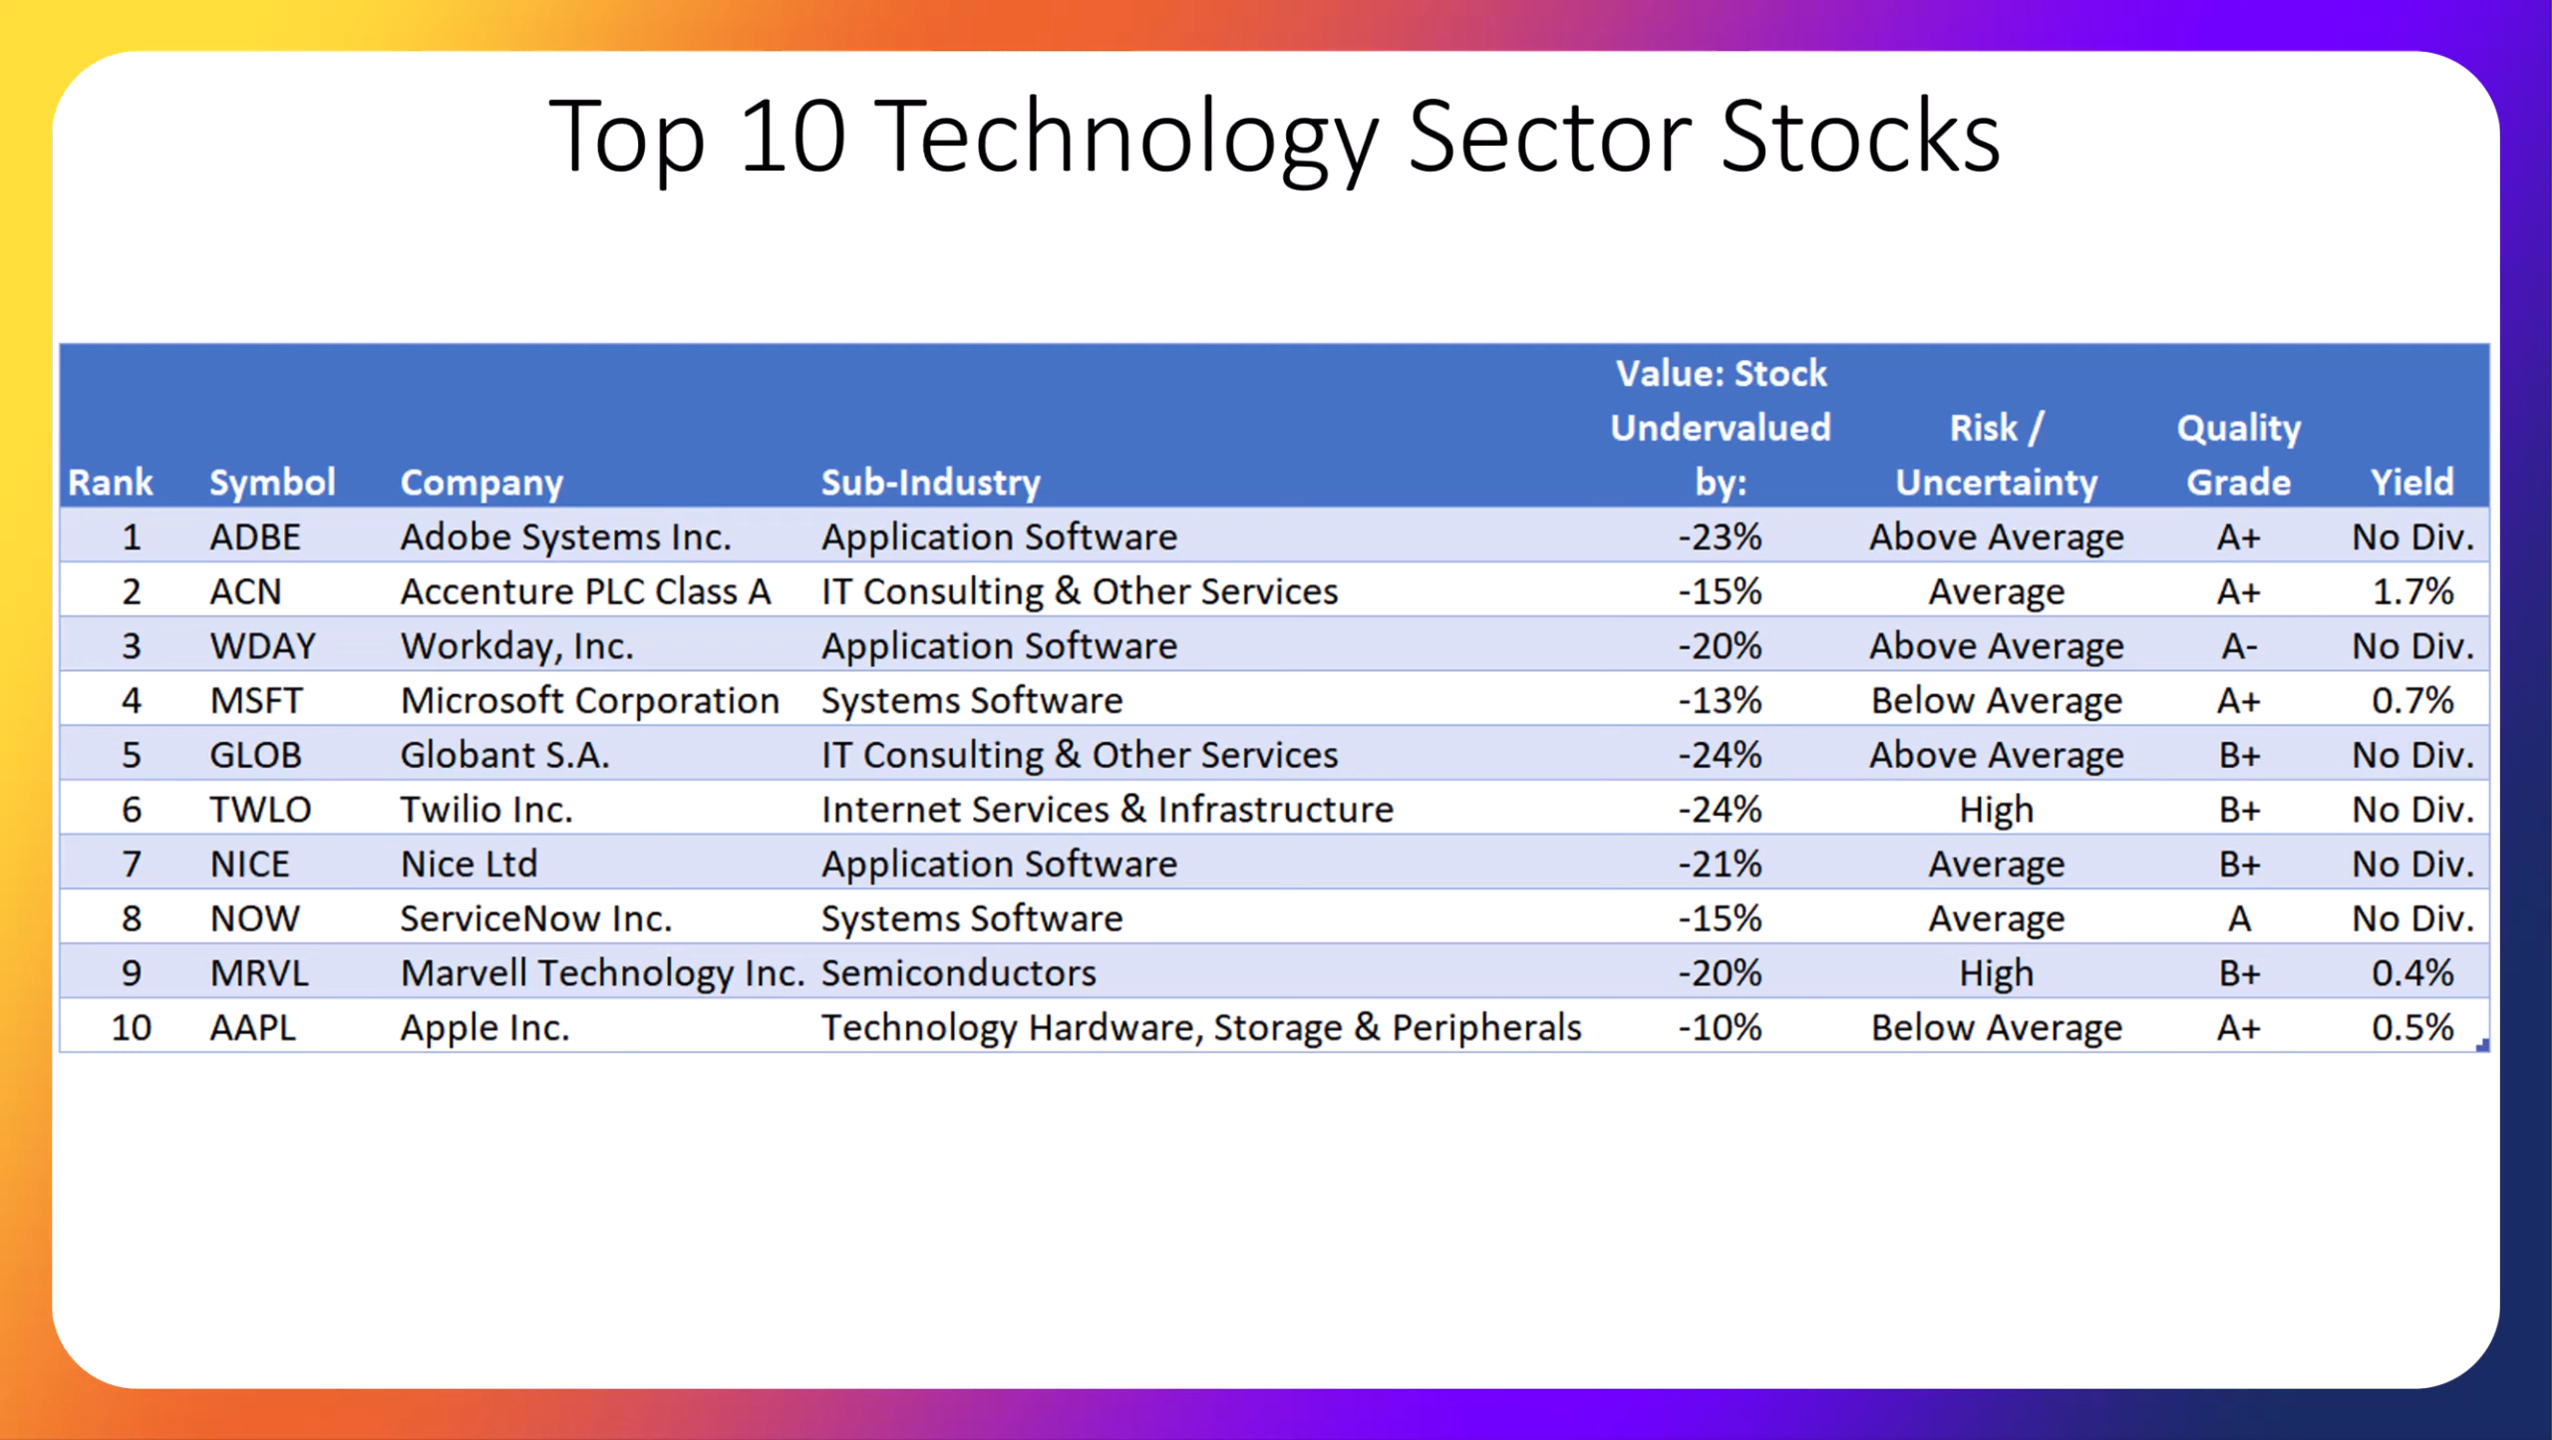 Top 10 Technology Sector Stocks
Rank Symbol Company Sub-Industry Value: Stock Undervalued by: Risk / Uncertainty Quality Grade Yield
1 ADBE Adobe Systems Inc. Application Software -23% Above Average A+ No Div.
2 ACN Accenture PLC Class A IT Consulting & Other Services -15% Average A+ 1.7%
3 WDAY Workday, Inc. Application Software -20% Above Average A- No Div.
4 MSFT Microsoft Corporation Systems Software -13% Below Average A+ 0.7%
5 GLOB Globant S.A. IT Consulting & Other Services -24% Above Average B+ No Div.
6 TWLO Twilio Inc. Internet Services & Infrastructure -24% High B+ No Div.
7 NICE Nice Ltd Application Software -21% Average B+ No Div.
8 NOW ServiceNow Inc. Systems Software -15% Average A No Div.
9 MRVL Marvell Technology Inc. Semiconductors -20% High B+ 0.4%
10 AAPL Apple Inc. Technology Hardware, Storage & Peripherals -10% Below Average A+ 0.5%